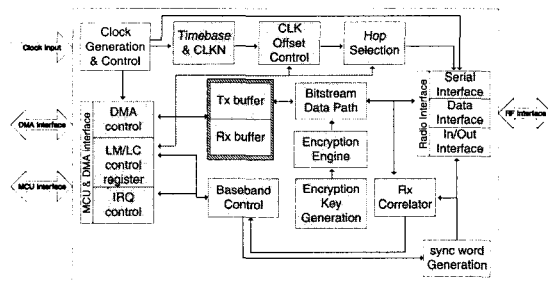 Clock Input
Clock
Generation
& Control
Timebase
& CLKN
CLK
Offset
Control
Hop
Selection
DMA Interface
MCU Interface
MCU & DMA interface
DMA
control
LM/LC
control
register
IRQ
control
Tx buffer
Rx buffer
Bitstream
Data Path
Encryption
Engine
Encryption
Key
Generation
Baseband
Control
Rx
Correlator
Radio Interface
Serial
Interface
Data
Interface
In/Out
Interface
RF Interface
sync word
Generation